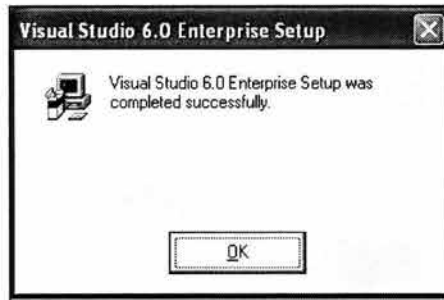 Visual Studio 6.0 Enterprise Setup
Visual Studio 6.0 Enterprise Setup was
completed successfully.
OK